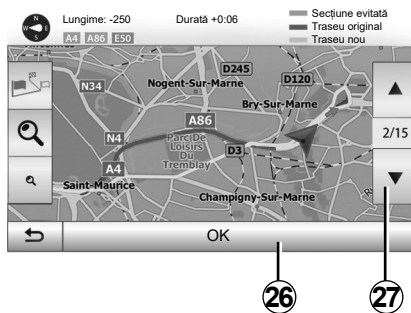 Lungime: -250
Durată +0:06
Secțiune evitată
Traseu original
Traseu nou
A4 A86 E50
N34
D245
D120
Nogent-Sur-Marne
Bry-Sur-Marne
A86
N4
Parc De
Loisirs
Du
Tremblay
D3
2/15
A4
Saint-Maurice
Champigny-Sur-Marne
OK
26
27